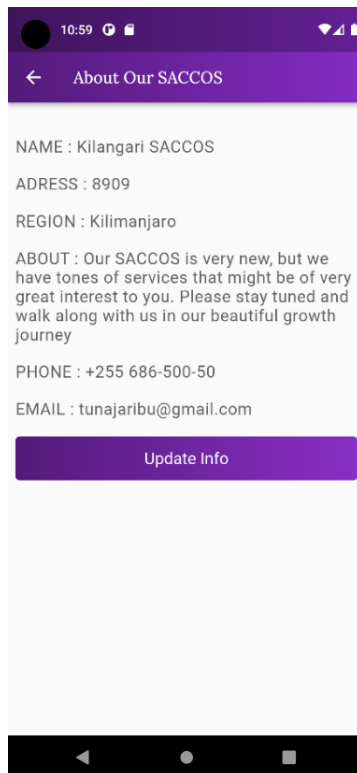 10:59
About Our SACCOS
NAME : Kilangari SACCOS
ADRESS : 8909
REGION : Kilimanjaro
ABOUT : Our SACCOS is very new, but we
have tones of services that might be of very
great interest to you. Please stay tuned and
walk along with us in our beautiful growth
journey
PHONE : +255 686-500-50
EMAIL : tunajaribu@gmail.com
Update Info